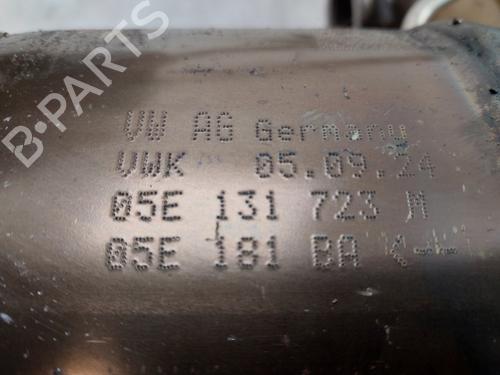 B-PARTS
VW AG Germany
VWK 05.09.24
05E 131 723 M
05E 181 BA